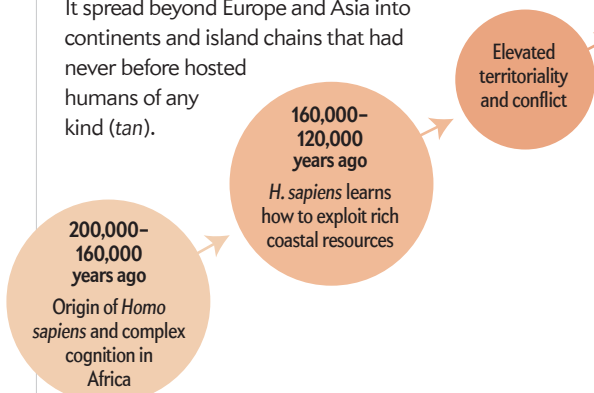 It spread beyond Europe and Asia into
continents and island chains that had
never before hosted
humans of any
kind (tan).
Elevated
territoriality
and conflict
160,000–
120,000
years ago
H. sapiens learns
how to exploit rich
coastal resources
200,000–
160,000
years ago
Origin of Homo
sapiens and complex
cognition in
Africa